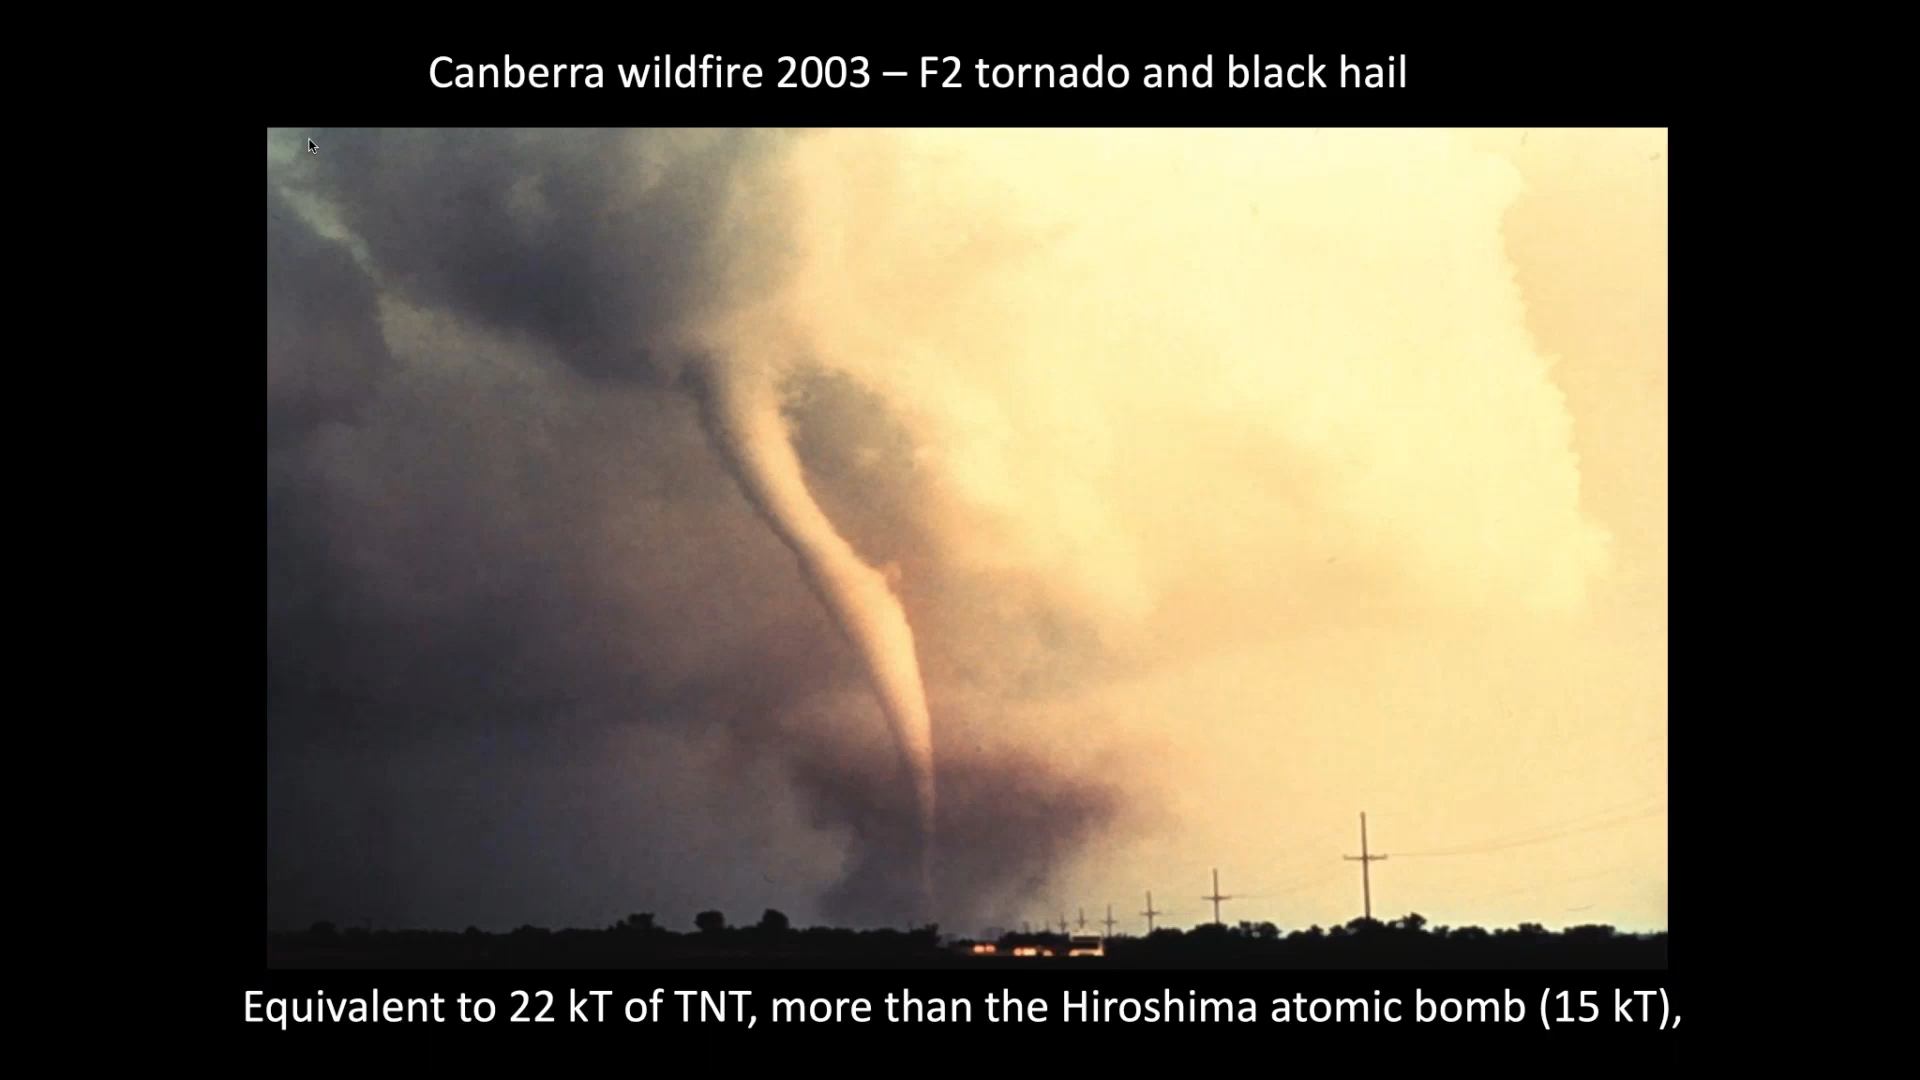 Canberra wildfire 2003 – F2 tornado and black hail
Equivalent to 22 kT of TNT, more than the Hiroshima atomic bomb (15 kT),